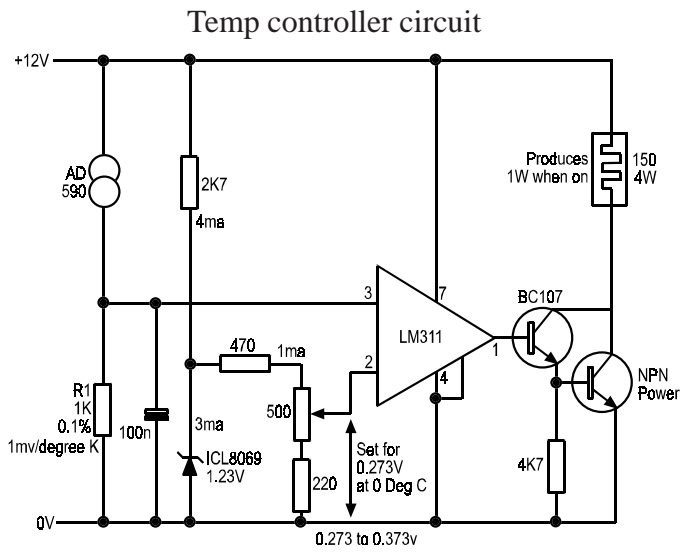 Temp controller circuit
+12V
AD
590
2K7
4ma
Produces
1W when on
150
4W
3
7
BC107
LM311
1
2
4
470
1ma
NPN
Power
R1
1K
0.1%
1mv/degree K
100n
3ma
500
ICL8069
1.23V
220
Set for
0.273V
at 0 Deg C
4K7
0V
0.273 to 0.373v